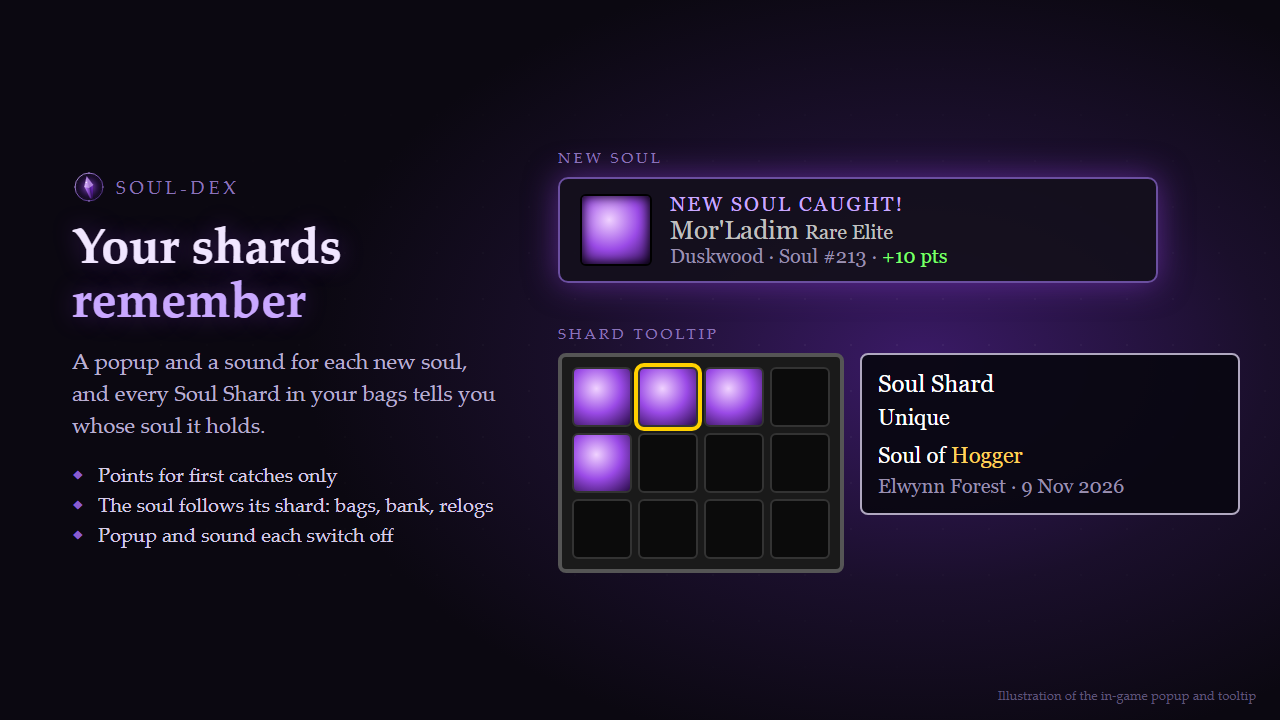 SOUL-DEX
Your shards
remember
A popup and a sound for each new soul,
and every Soul Shard in your bags tells you
whose soul it holds.
Points for first catches only
The soul follows its shard: bags, bank, relogs
Popup and sound each switch off
NEW SOUL
NEW SOUL CAUGHT!
Mor'Ladim Rare Elite
Duskwood · Soul #213 · +10 pts
SHARD TOOLTIP
Soul Shard
Unique
Soul of Hogger
Elwynn Forest · 9 Nov 2026
Illustration of the in-game popup and tooltip